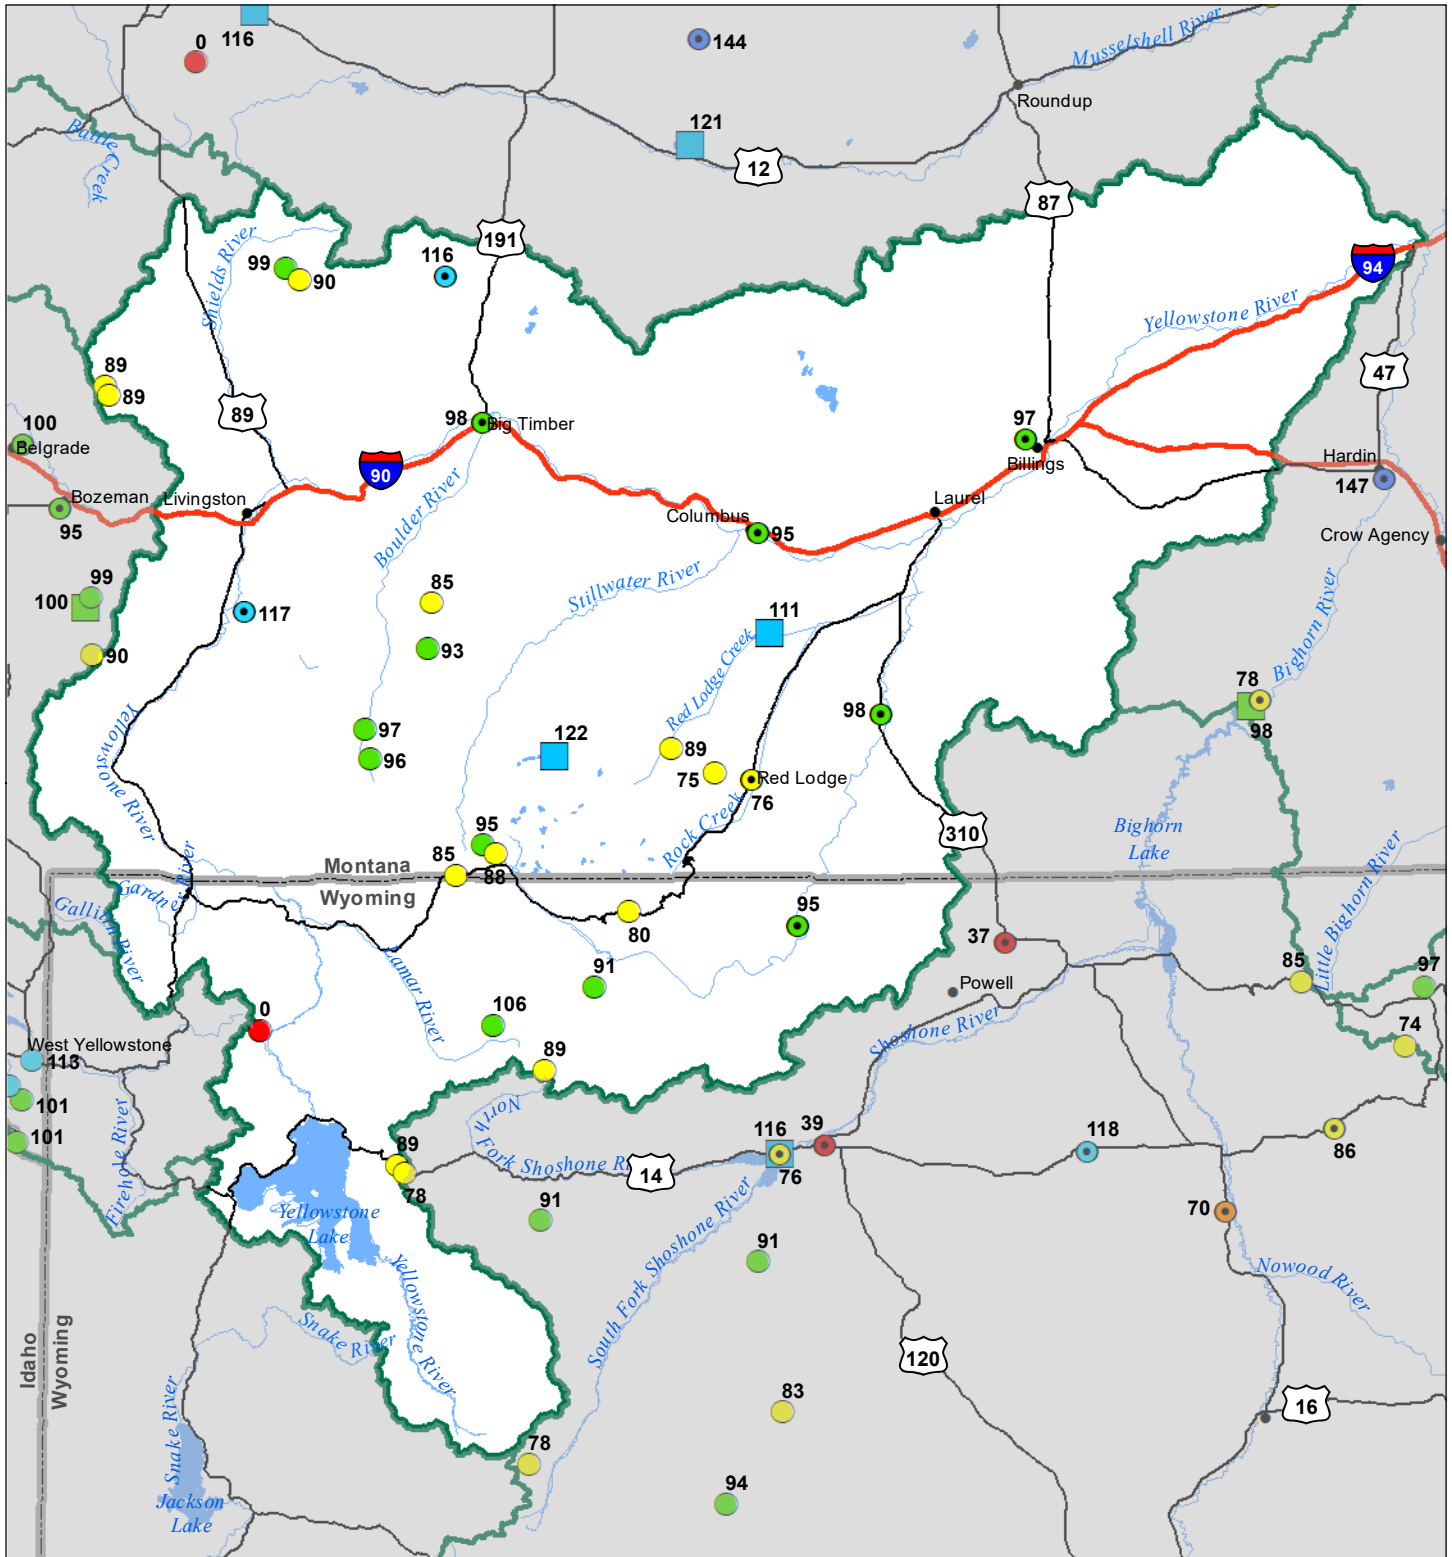 0
116
144
Musselshell River
Roundup
121
12
Battle
Creek
87
191
Shields River
99
90
116
94
Yellowstone River
89
89
47
89
98
Big Timber
97
Billings
100
Belgrade
90
Hardin
147
Bozeman
Livingston
95
Boulder River
Laurel
Columbus
95
Crow Agency
99
100
85
Stillwater River
117
111
93
90
Red Lodge Creek
Bighorn River
78
98
98
Yellowstone River
97
96
122
89
75
Red Lodge
76
Rock Creek
310
Bighorn
Lake
95
85
88
Montana
Wyoming
Gardner River
Gallitin River
80
95
Little Bighorn River
37
Lamar River
91
Powell
85
97
106
0
Shoshone River
74
West Yellowstone
113
89
101
101
Firehole River
North
Fork Shoshone R
14
116
39
76
118
86
89
78
91
70
Yellowstone
Lake
South Fork Shoshone River
91
Nowood River
Yellowstone River
Snake River
120
Idaho
Wyoming
83
16
Snake River
78
94
Jackson
Lake